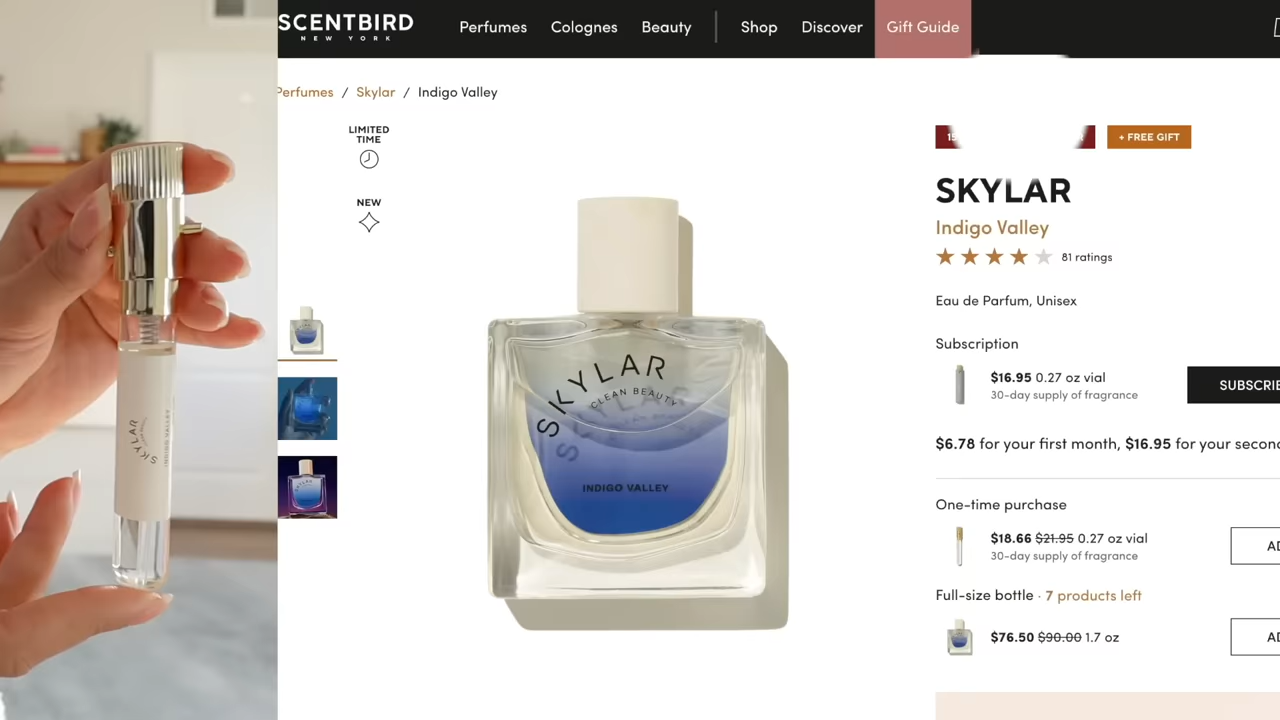 SCENTBIRD
NEW YORK
Perfumes
Colognes
Beauty
Shop
Discover
Gift Guide
Perfumes / Skylar / Indigo Valley
LIMITED
TIME
NEW
+ FREE GIFT
SKYLAR
Indigo Valley
81 ratings
Eau de Parfum, Unisex
Subscription
$16.95 0.27 oz vial
30-day supply of fragrance
$6.78 for your first month, $16.95 for your
One-time purchase
$18.66 $21.95 0.27 oz vial
30-day supply of fragrance
Full-size bottle · 7 products left
$76.50 $90.00 1.7 oz
SKYLAR
CLEAN BEAUTY
INDIGO VALLEY
SKYLAR
INDIGO VALLEY